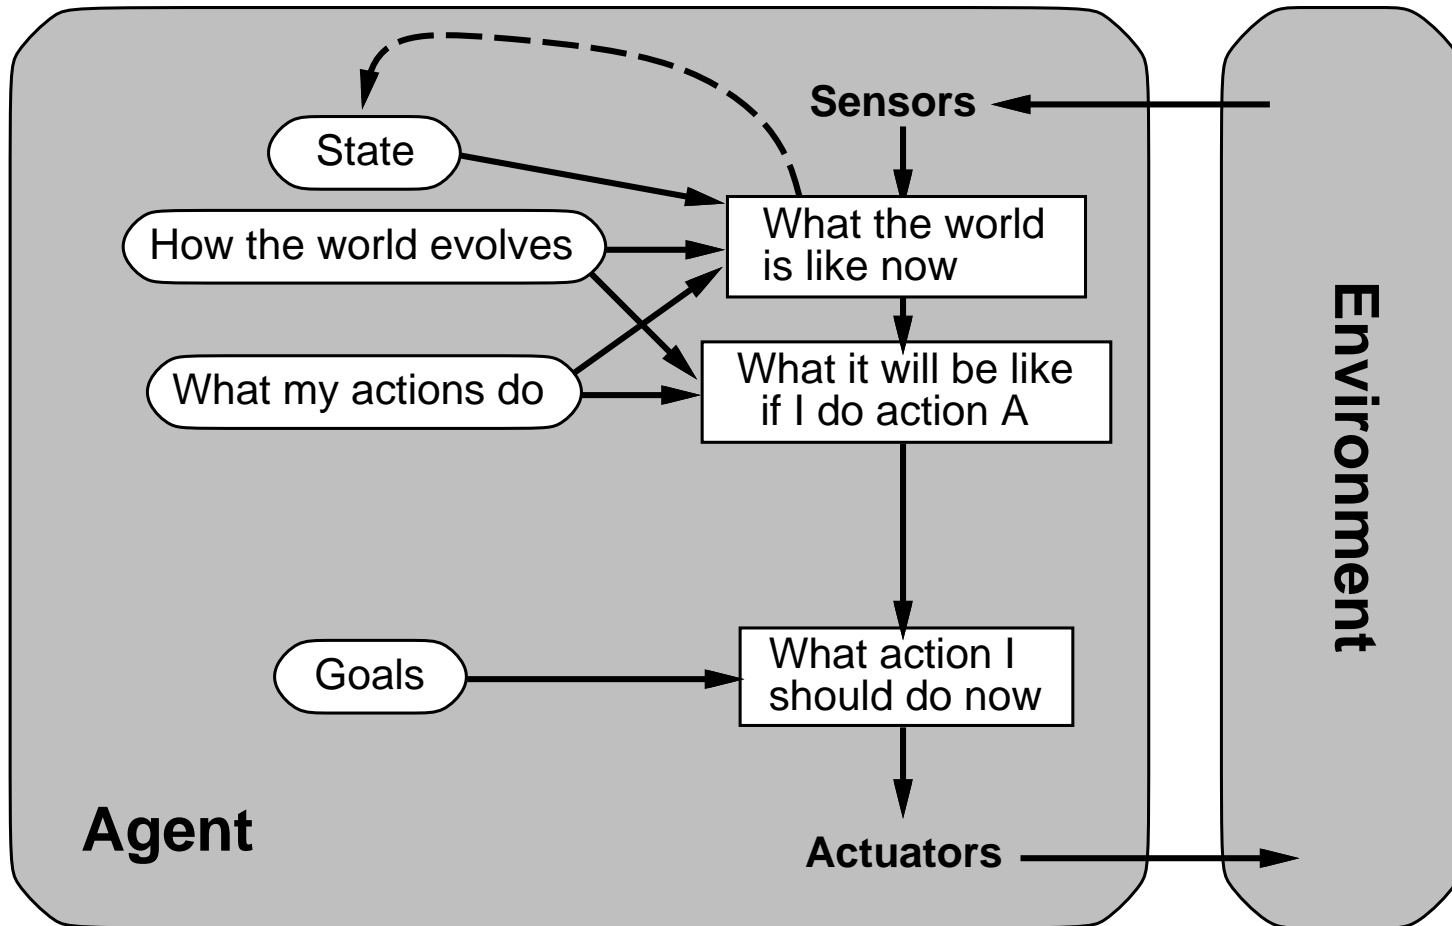 Sensors
State
What the world
is like now
How the world evolves
What my actions do
What it will be like
if I do action A
Goals
What action I
should do now
Agent
Actuators
Environment